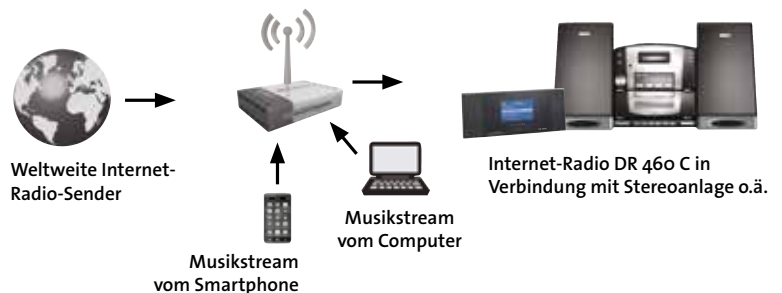 Weltweite Internet-
Radio-Sender
Musikstream
vom Smartphone
Musikstream
vom Computer
Internet-Radio DR 460 C in
Verbindung mit Stereoanlage o.ä.